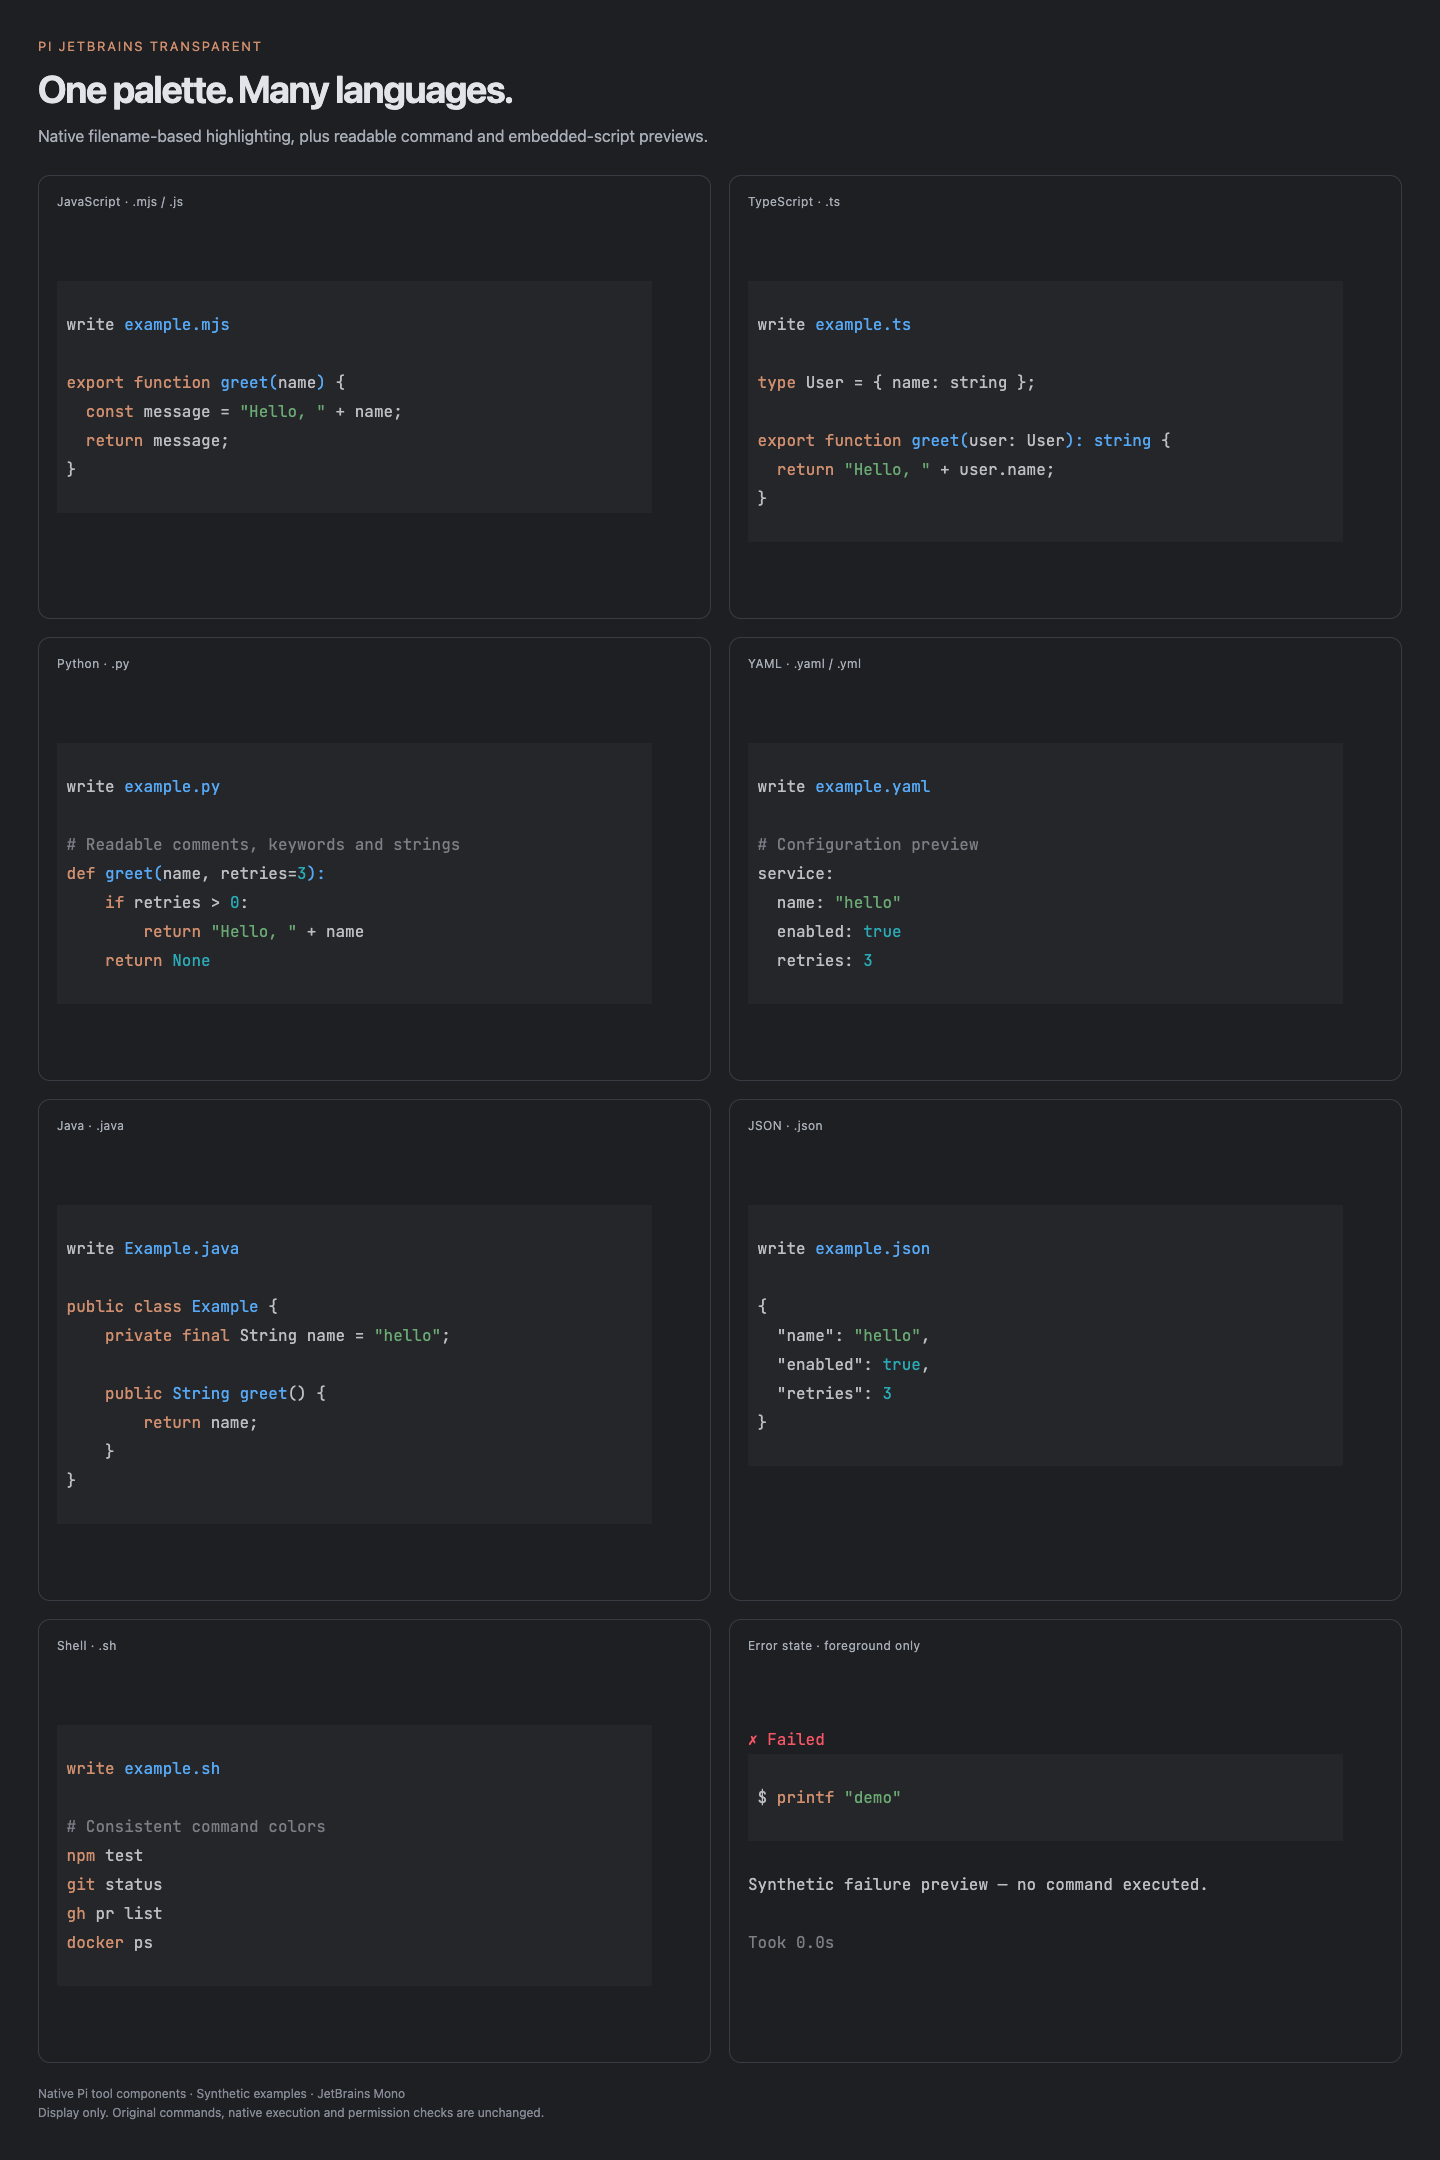 PI JETBRAINS TRANSPARENT
One palette. Many languages.
Native filename-based highlighting, plus readable command and embedded-script previews.
JavaScript · .mjs / .js
write example.mjs
export function greet(name) {
  const message = "Hello, " + name;
  return message;
}
TypeScript · .ts
write example.ts
type User = { name: string };
export function greet(user: User): string {
  return "Hello, " + user.name;
}
Python · .py
write example.py
# Readable comments, keywords and strings
def greet(name, retries=3):
    if retries > 0:
        return "Hello, " + name
    return None
YAML · .yaml / .yml
write example.yaml
# Configuration preview
service:
  name: "hello"
  enabled: true
  retries: 3
Java · .java
write Example.java
public class Example {
    private final String name = "hello";
    public String greet() {
        return name;
    }
}
JSON · .json
write example.json
{
  "name": "hello",
  "enabled": true,
  "retries": 3
}
Shell · .sh
write example.sh
# Consistent command colors
npm test
git status
gh pr list
docker ps
Error state · foreground only
✗ Failed
$ printf "demo"
Synthetic failure preview — no command executed.
Took 0.0s
Native Pi tool components · Synthetic examples · JetBrains Mono
Display only. Original commands, native execution and permission checks are unchanged.